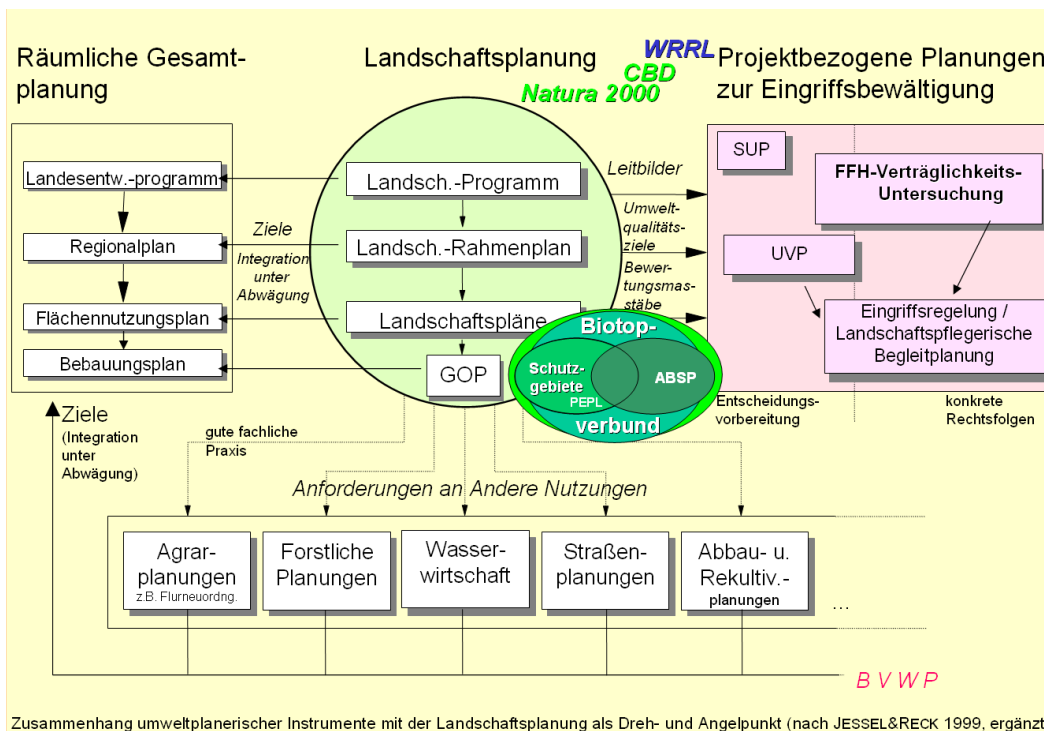 Räumliche Gesamt-
planung
Landschaftsplanung
WRRL
CBD
Natura 2000
Projektbezogene Planungen
zur Eingriffsbewältigung
Landesentw.-programm
Regionalplan
Flächennutzungsplan
Bebauungsplan
Ziele
Integration
unter
Abwägung
Landsch.-Programm
Landsch.-Rahmenplan
Landschaftspläne
GOP
Leitbilder
Umwelt-
qualitäts-
ziele
Bewer-
tungsmas-
stäbe
Biotop-
Schutz-
gebiete
PEPL
ABSP
verbund
SUP
FFH-Verträglichkeits-
Untersuchung
UVP
Eingriffsregelung /
Landschaftspflegerische
Begleitplanung
Entscheidungs-
vorbereitung
konkrete
Rechtsfolgen
Ziele
(Integration
unter
Abwägung)
gute fachliche
Praxis
Anforderungen an Andere Nutzungen
Agrar-
planungen
z.B. Flurneuordng.
Forstliche
Planungen
Wasser-
wirtschaft
Straßen-
planungen
Abbau- u.
Rekultiv.-
planungen
...
B V W P
Zusammenhang umweltplanerischer Instrumente mit der Landschaftsplanung als Dreh- und Angelpunkt (nach JESSEL&RECK 1999, ergänzt